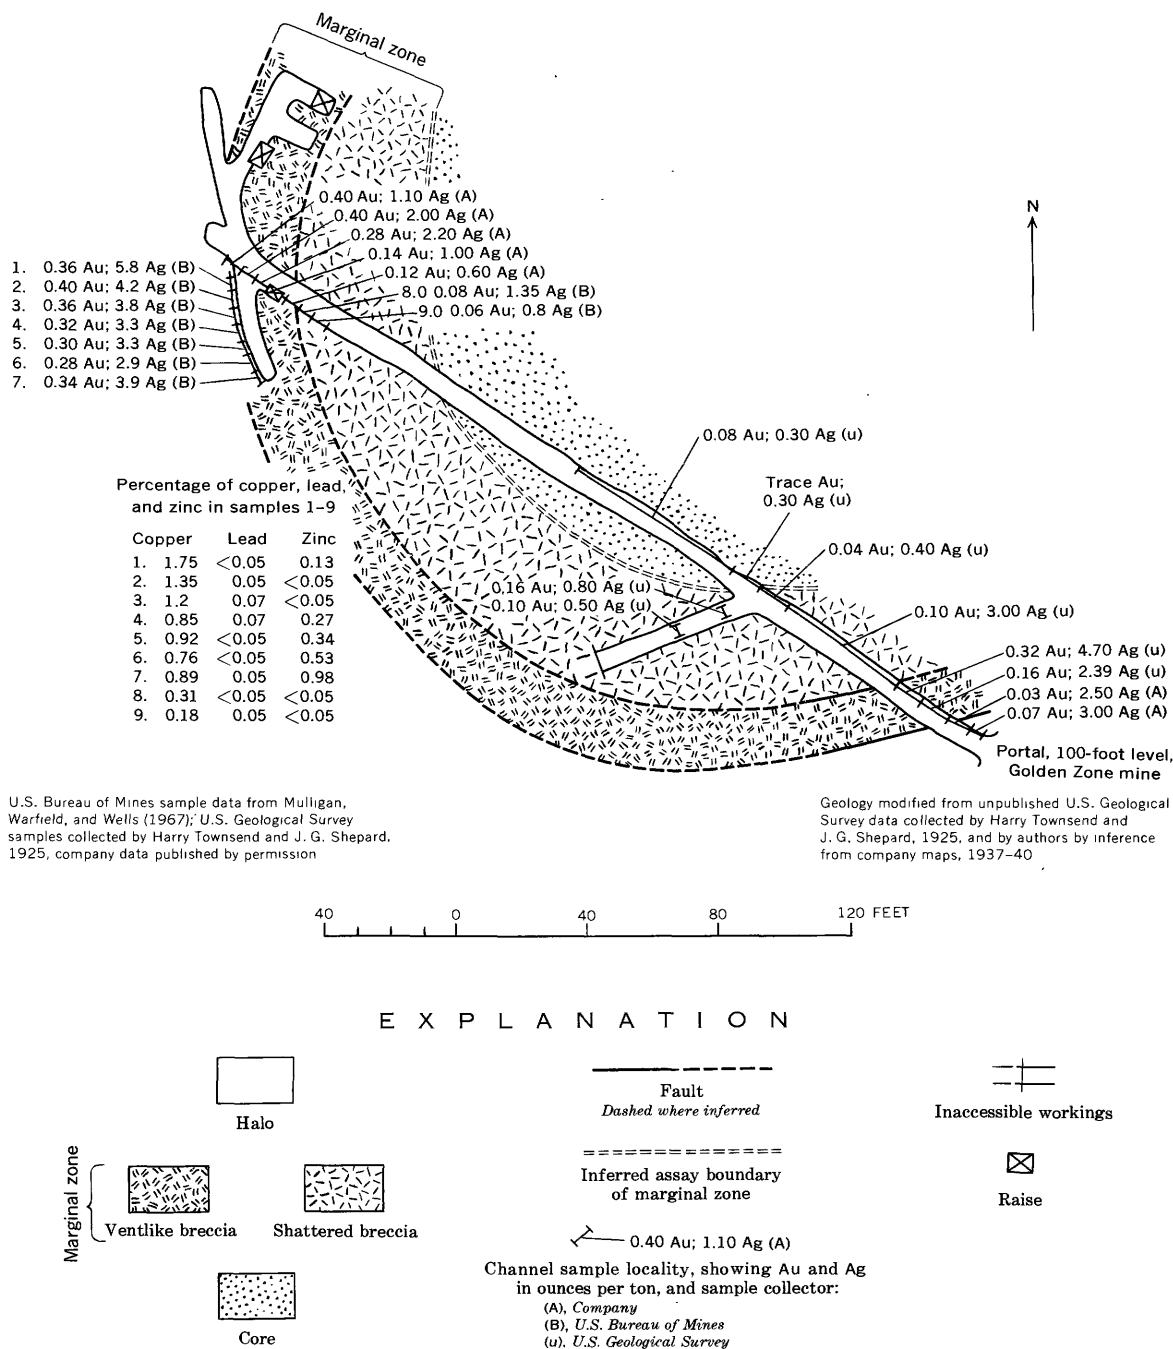 Marginal zone
0.40 Au; 1.10 Ag (A)
0.40 Au; 2.00 Ag (A)
0.28 Au; 2.20 Ag (A)
0.14 Au; 1.00 Ag (A)
0.12 Au; 0.60 Ag (A)
8.0 0.08 Au; 1.35 Ag (B)
9.0 0.06 Au; 0.8 Ag (B)
N
1. 0.36 Au; 5.8 Ag (B)
2. 0.40 Au; 4.2 Ag (B)
3. 0.36 Au; 3.8 Ag (B)
4. 0.32 Au; 3.3 Ag (B)
5. 0.30 Au; 3.3 Ag (B)
6. 0.28 Au; 2.9 Ag (B)
7. 0.34 Au; 3.9 Ag (B)
0.08 Au; 0.30 Ag (u)
Trace Au;
0.30 Ag (u)
0.04 Au; 0.40 Ag (u)
0.16 Au; 0.80 Ag (u)
0.10 Au; 0.50 Ag (u)
0.10 Au; 3.00 Ag (u)
0.32 Au; 4.70 Ag (u)
0.16 Au; 2.39 Ag (u)
0.03 Au; 2.50 Ag (A)
0.07 Au; 3.00 Ag (A)
Portal, 100-foot level,
Golden Zone mine
Percentage of copper, lead,
and zinc in samples 1-9
Copper Lead Zinc
1. 1.75 <0.05 0.13
2. 1.35 0.05 <0.05
3. 1.2 0.07 <0.05
4. 0.85 0.07 0.27
5. 0.92 <0.05 0.34
6. 0.76 <0.05 0.53
7. 0.89 0.05 0.98
8. 0.31 <0.05 <0.05
9. 0.18 0.05 <0.05
U.S. Bureau of Mines sample data from Mulligan,
Warfield, and Wells (1967); U.S. Geological Survey
samples collected by Harry Townsend and J. G. Shepard,
1925, company data published by permission
Geology modified from unpublished U.S. Geological
Survey data collected by Harry Townsend and
J. G. Shepard, 1925, and by authors by inference
from company maps, 1937-40
40 0 40 80 120 FEET
EXPLANATION
Halo
Marginal zone
Ventlike breccia
Shattered breccia
Core
Fault
Dashed where inferred
Inferred assay boundary
of marginal zone
0.40 Au; 1.10 Ag (A)
Channel sample locality, showing Au and Ag
in ounces per ton, and sample collector:
(A), Company
(B), U.S. Bureau of Mines
(u), U.S. Geological Survey
Inaccessible workings
Raise